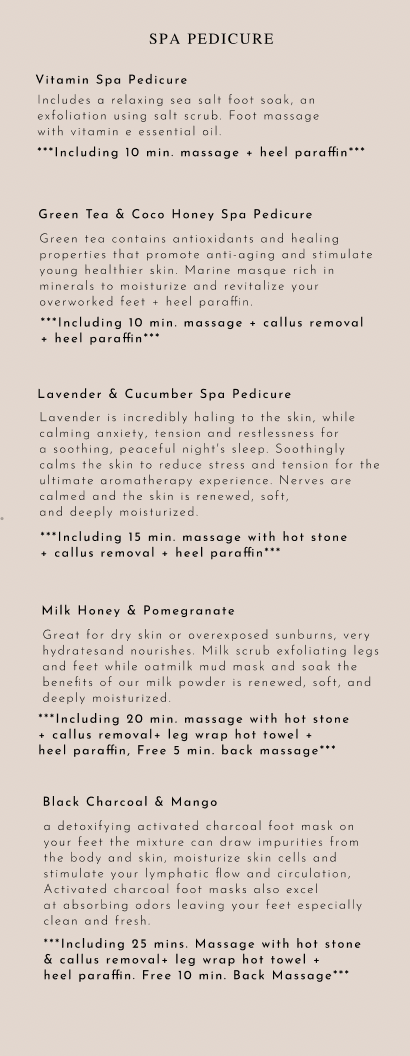 SPA PEDICURE
Vitamin Spa Pedicure
Includes a relaxing sea salt foot soak, an
exfoliation using salt scrub. Foot massage
with vitamin e essential oil.
***Including 10 min. massage + heel paraffin***
Green Tea & Coco Honey Spa Pedicure
Green tea contains antioxidants and healing
properties that promote anti-aging and stimulate
young healthier skin. Marine masque rich in
minerals to moisturize and revitalize your
overworked feet + heel paraffin.
***Including 10 min. massage + callus removal
+ heel paraffin***
Lavender & Cucumber Spa Pedicure
Lavender is incredibly haling to the skin, while
calming anxiety, tension and restlessness for
a soothing, peaceful night's sleep. Soothingly
calms the skin to reduce stress and tension for the
ultimate aromatherapy experience. Nerves are
calmed and the skin is renewed, soft,
and deeply moisturized.
***Including 15 min. massage with hot stone
+ callus removal + heel paraffin***
Milk Honey & Pomegranate
Great for dry skin or overexposed sunburns, very
hydratesand nourishes. Milk scrub exfoliating legs
and feet while oatmilk mud mask and soak the
benefits of our milk powder is renewed, soft, and
deeply moisturized.
***Including 20 min. massage with hot stone
+ callus removal+ leg wrap hot towel +
heel paraffin, Free 5 min. back massage***
Black Charcoal & Mango
a detoxifying activated charcoal foot mask on
your feet the mixture can draw impurities from
the body and skin, moisturize skin cells and
stimulate your lymphatic flow and circulation,
Activated charcoal foot masks also excel
at absorbing odors leaving your feet especially
clean and fresh.
***Including 25 mins. Massage with hot stone
& callus removal+ leg wrap hot towel +
heel paraffin. Free 10 min. Back Massage***